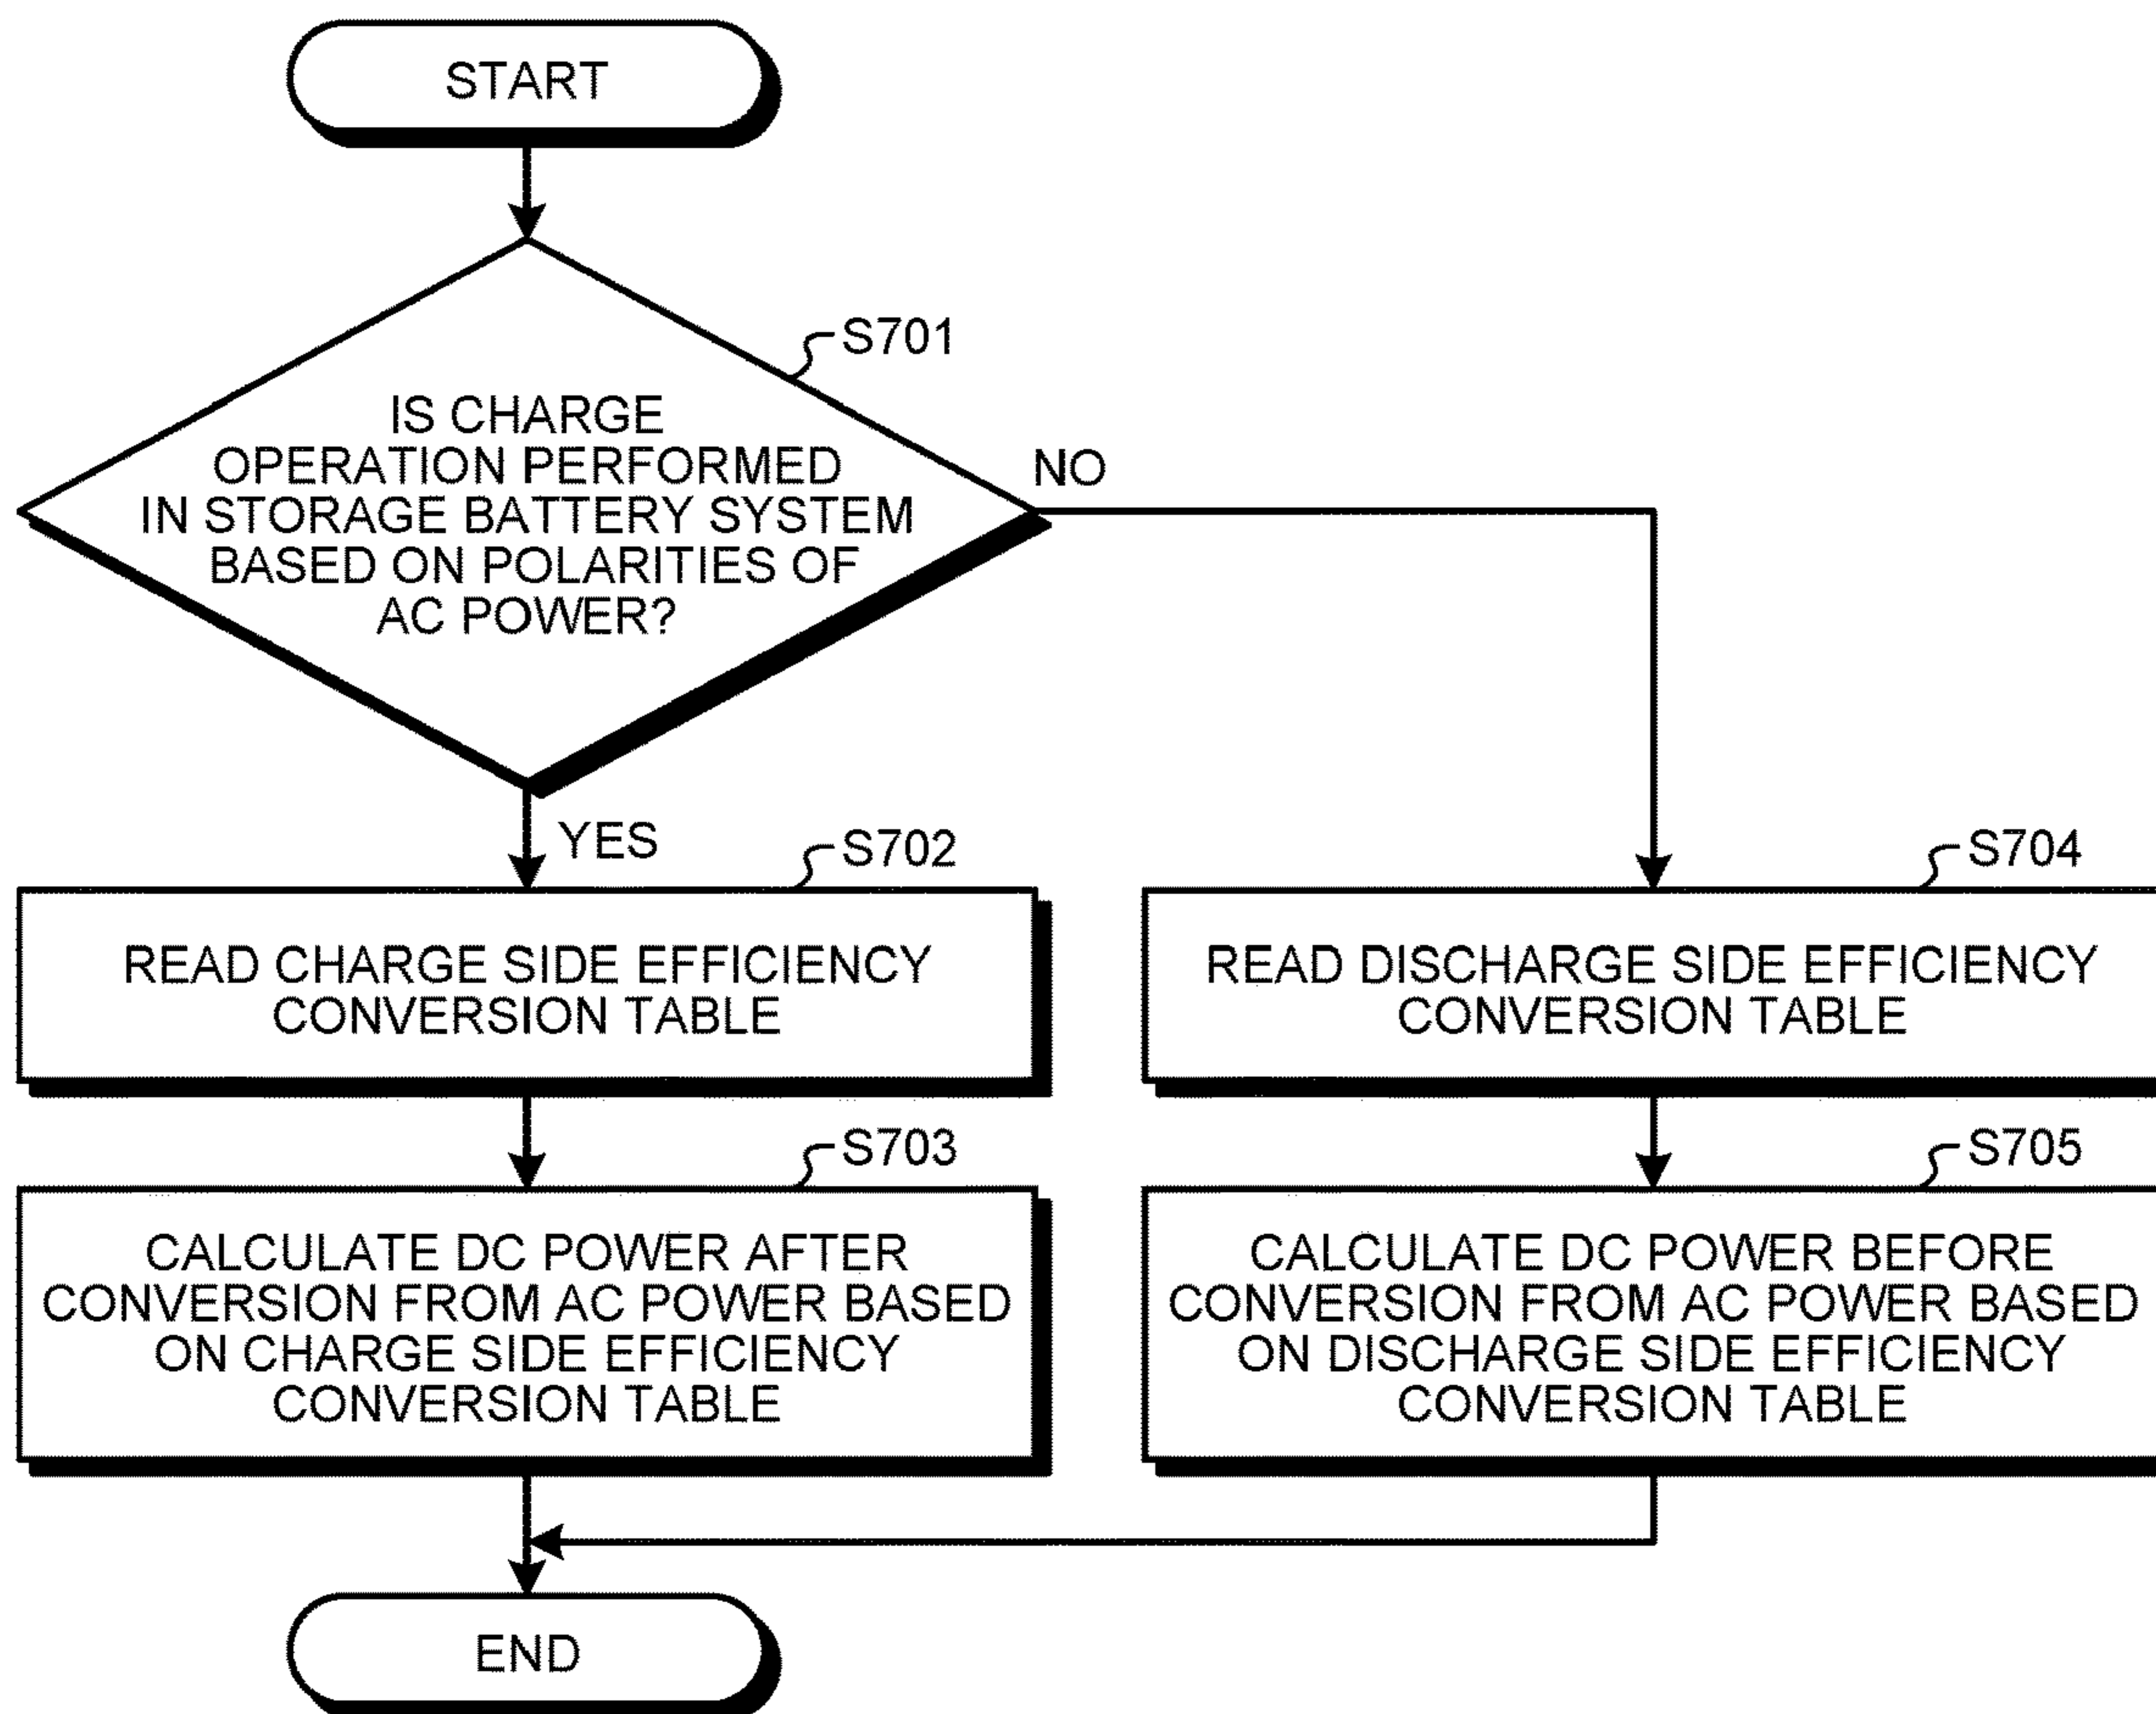 START
S701
IS CHARGE
OPERATION PERFORMED
IN STORAGE BATTERY SYSTEM
BASED ON POLARITIES OF
AC POWER?
NO
YES
S702
READ CHARGE SIDE EFFICIENCY
CONVERSION TABLE
S704
READ DISCHARGE SIDE EFFICIENCY
CONVERSION TABLE
S703
CALCULATE DC POWER AFTER
CONVERSION FROM AC POWER BASED
ON CHARGE SIDE EFFICIENCY
CONVERSION TABLE
S705
CALCULATE DC POWER BEFORE
CONVERSION FROM AC POWER BASED
ON DISCHARGE SIDE EFFICIENCY
CONVERSION TABLE
END